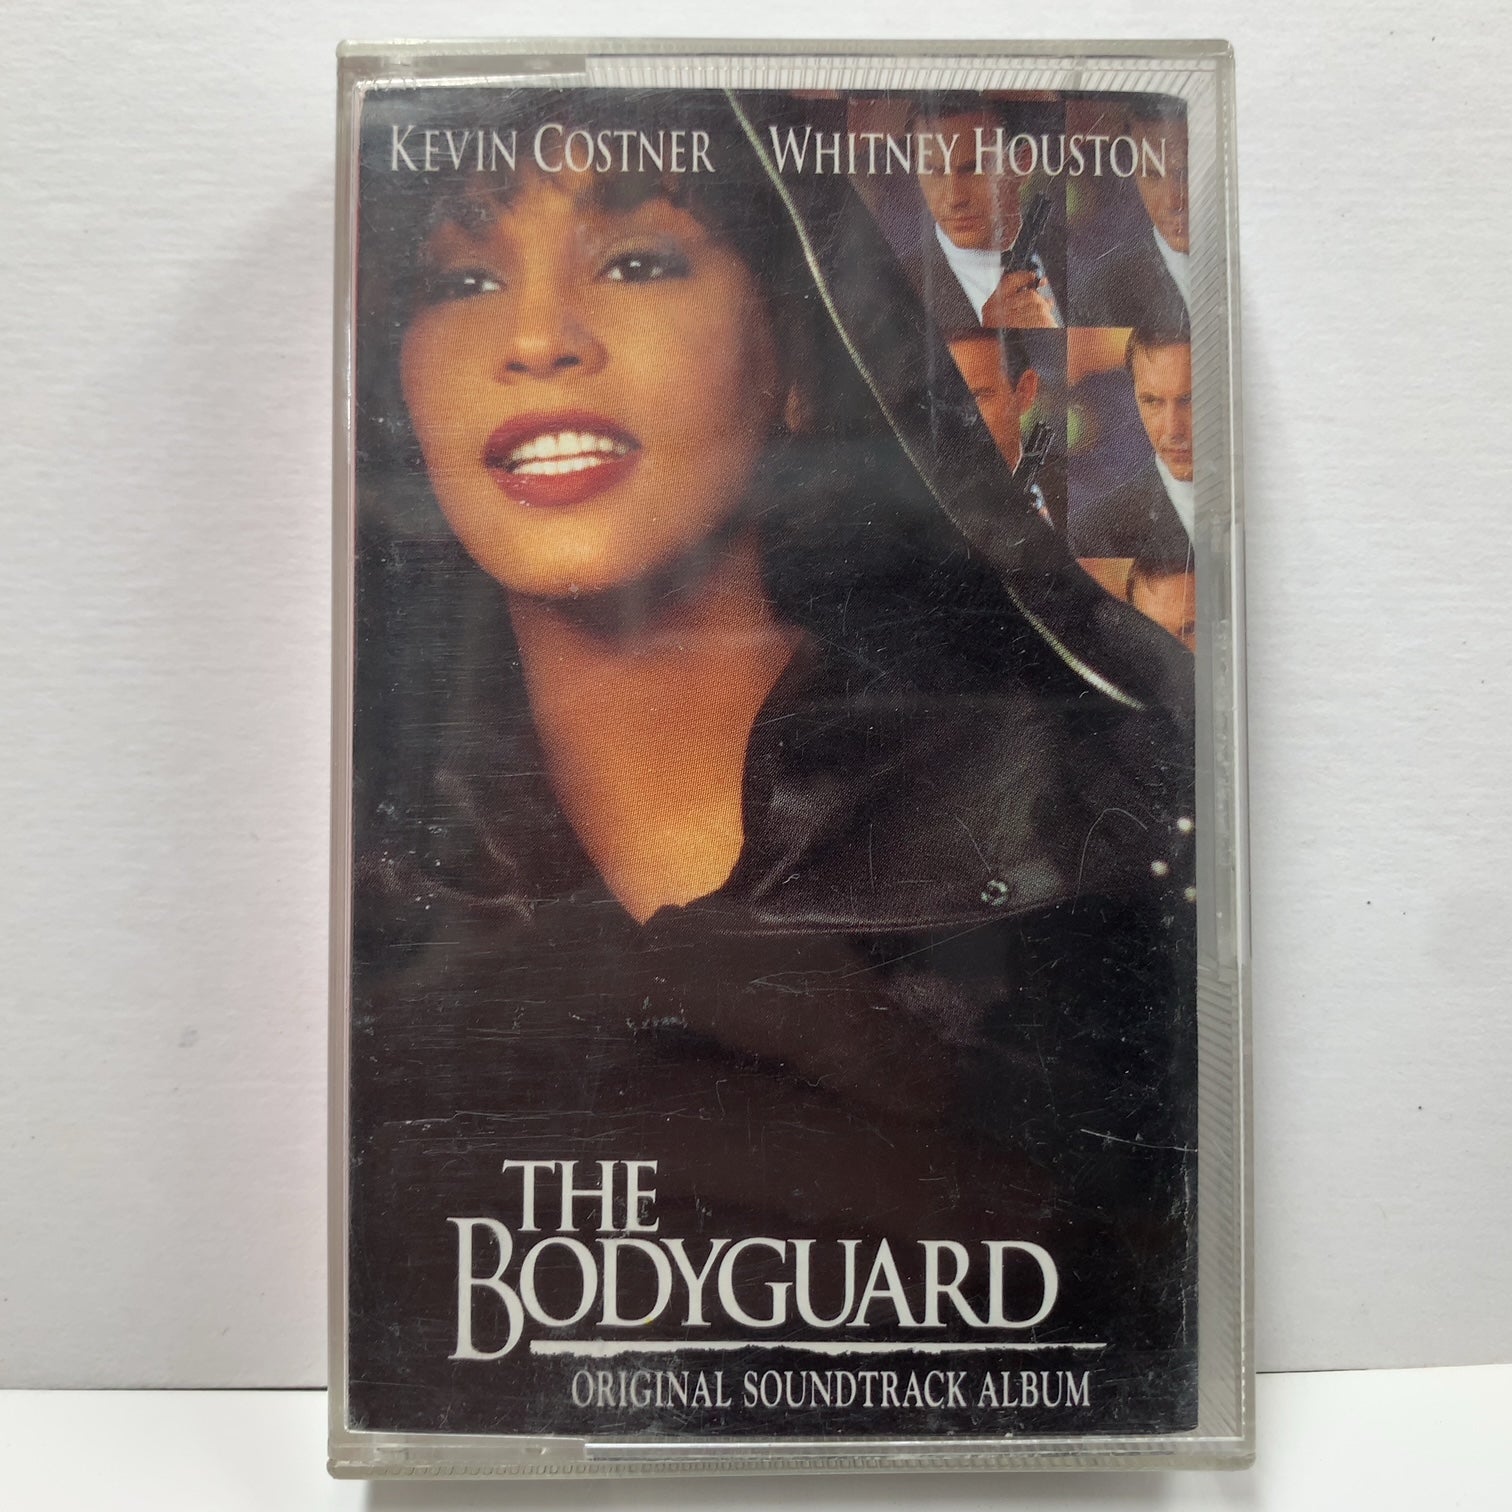 KEVIN COSTNER WHITNEY HOUSTON
THE
BODYGUARD
ORIGINAL SOUNDTRACK ALBUM